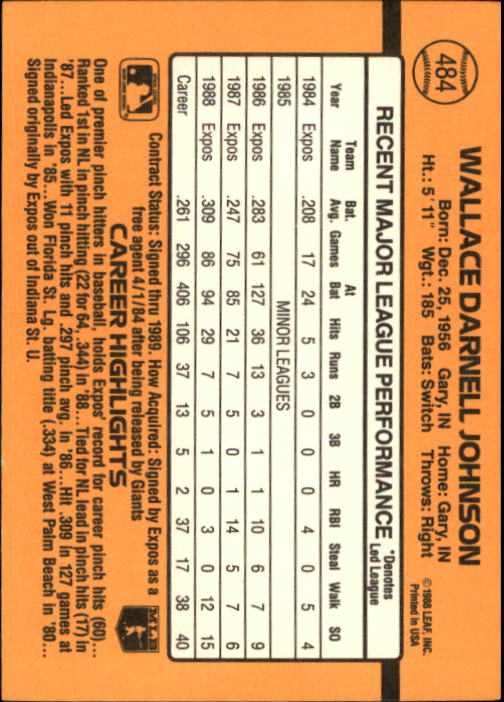 484
WALLACE DARNELL JOHNSON
Born: Dec. 25, 1956 Gary, IN Home: Gary, IN
Ht.: 5'11" Wgt.: 185 Bats: Switch Throws: Right
©1988 LEAF, INC.
Printed in USA
RECENT MAJOR LEAGUE PERFORMANCE
*Denotes
Led League
Year Team Name Bat. Avg. Games At Bat Hits Runs 2B 3B HR RBI Steal Walk SO
1984 Expos .208 17 24 5 3 0 0 0 4 0 5 4
1985 MINOR LEAGUES
1986 Expos .283 61 127 36 13 3 1 1 10 6 7 9
1987 Expos .247 75 85 21 7 5 0 1 14 5 7 6
1988 Expos .309 86 94 29 7 5 1 0 3 0 12 15
Career .261 296 406 106 37 13 5 2 37 17 38 40
Contract Status: Signed thru 1989. How Acquired: Signed by Expos as a
free agent 4/1/84 after being released by Giants
CAREER HIGHLIGHTS
MLB
One of premier pinch hitters in baseball, holds Expos' record for career pinch hits (60)...
Ranked 1st in NL in pinch hitting (22 for 64, .344) in '88... Tied for NL lead in pinch hits (17) in
'87...Led Expos with 11 pinch hits and .297 pinch avg. in '86...Hit .309 in 127 games at
Indianapolis in '85... Won Florida St. Lg. batting title (.334) at West Palm Beach in '80...
Signed originally by Expos out of Indiana St. U.